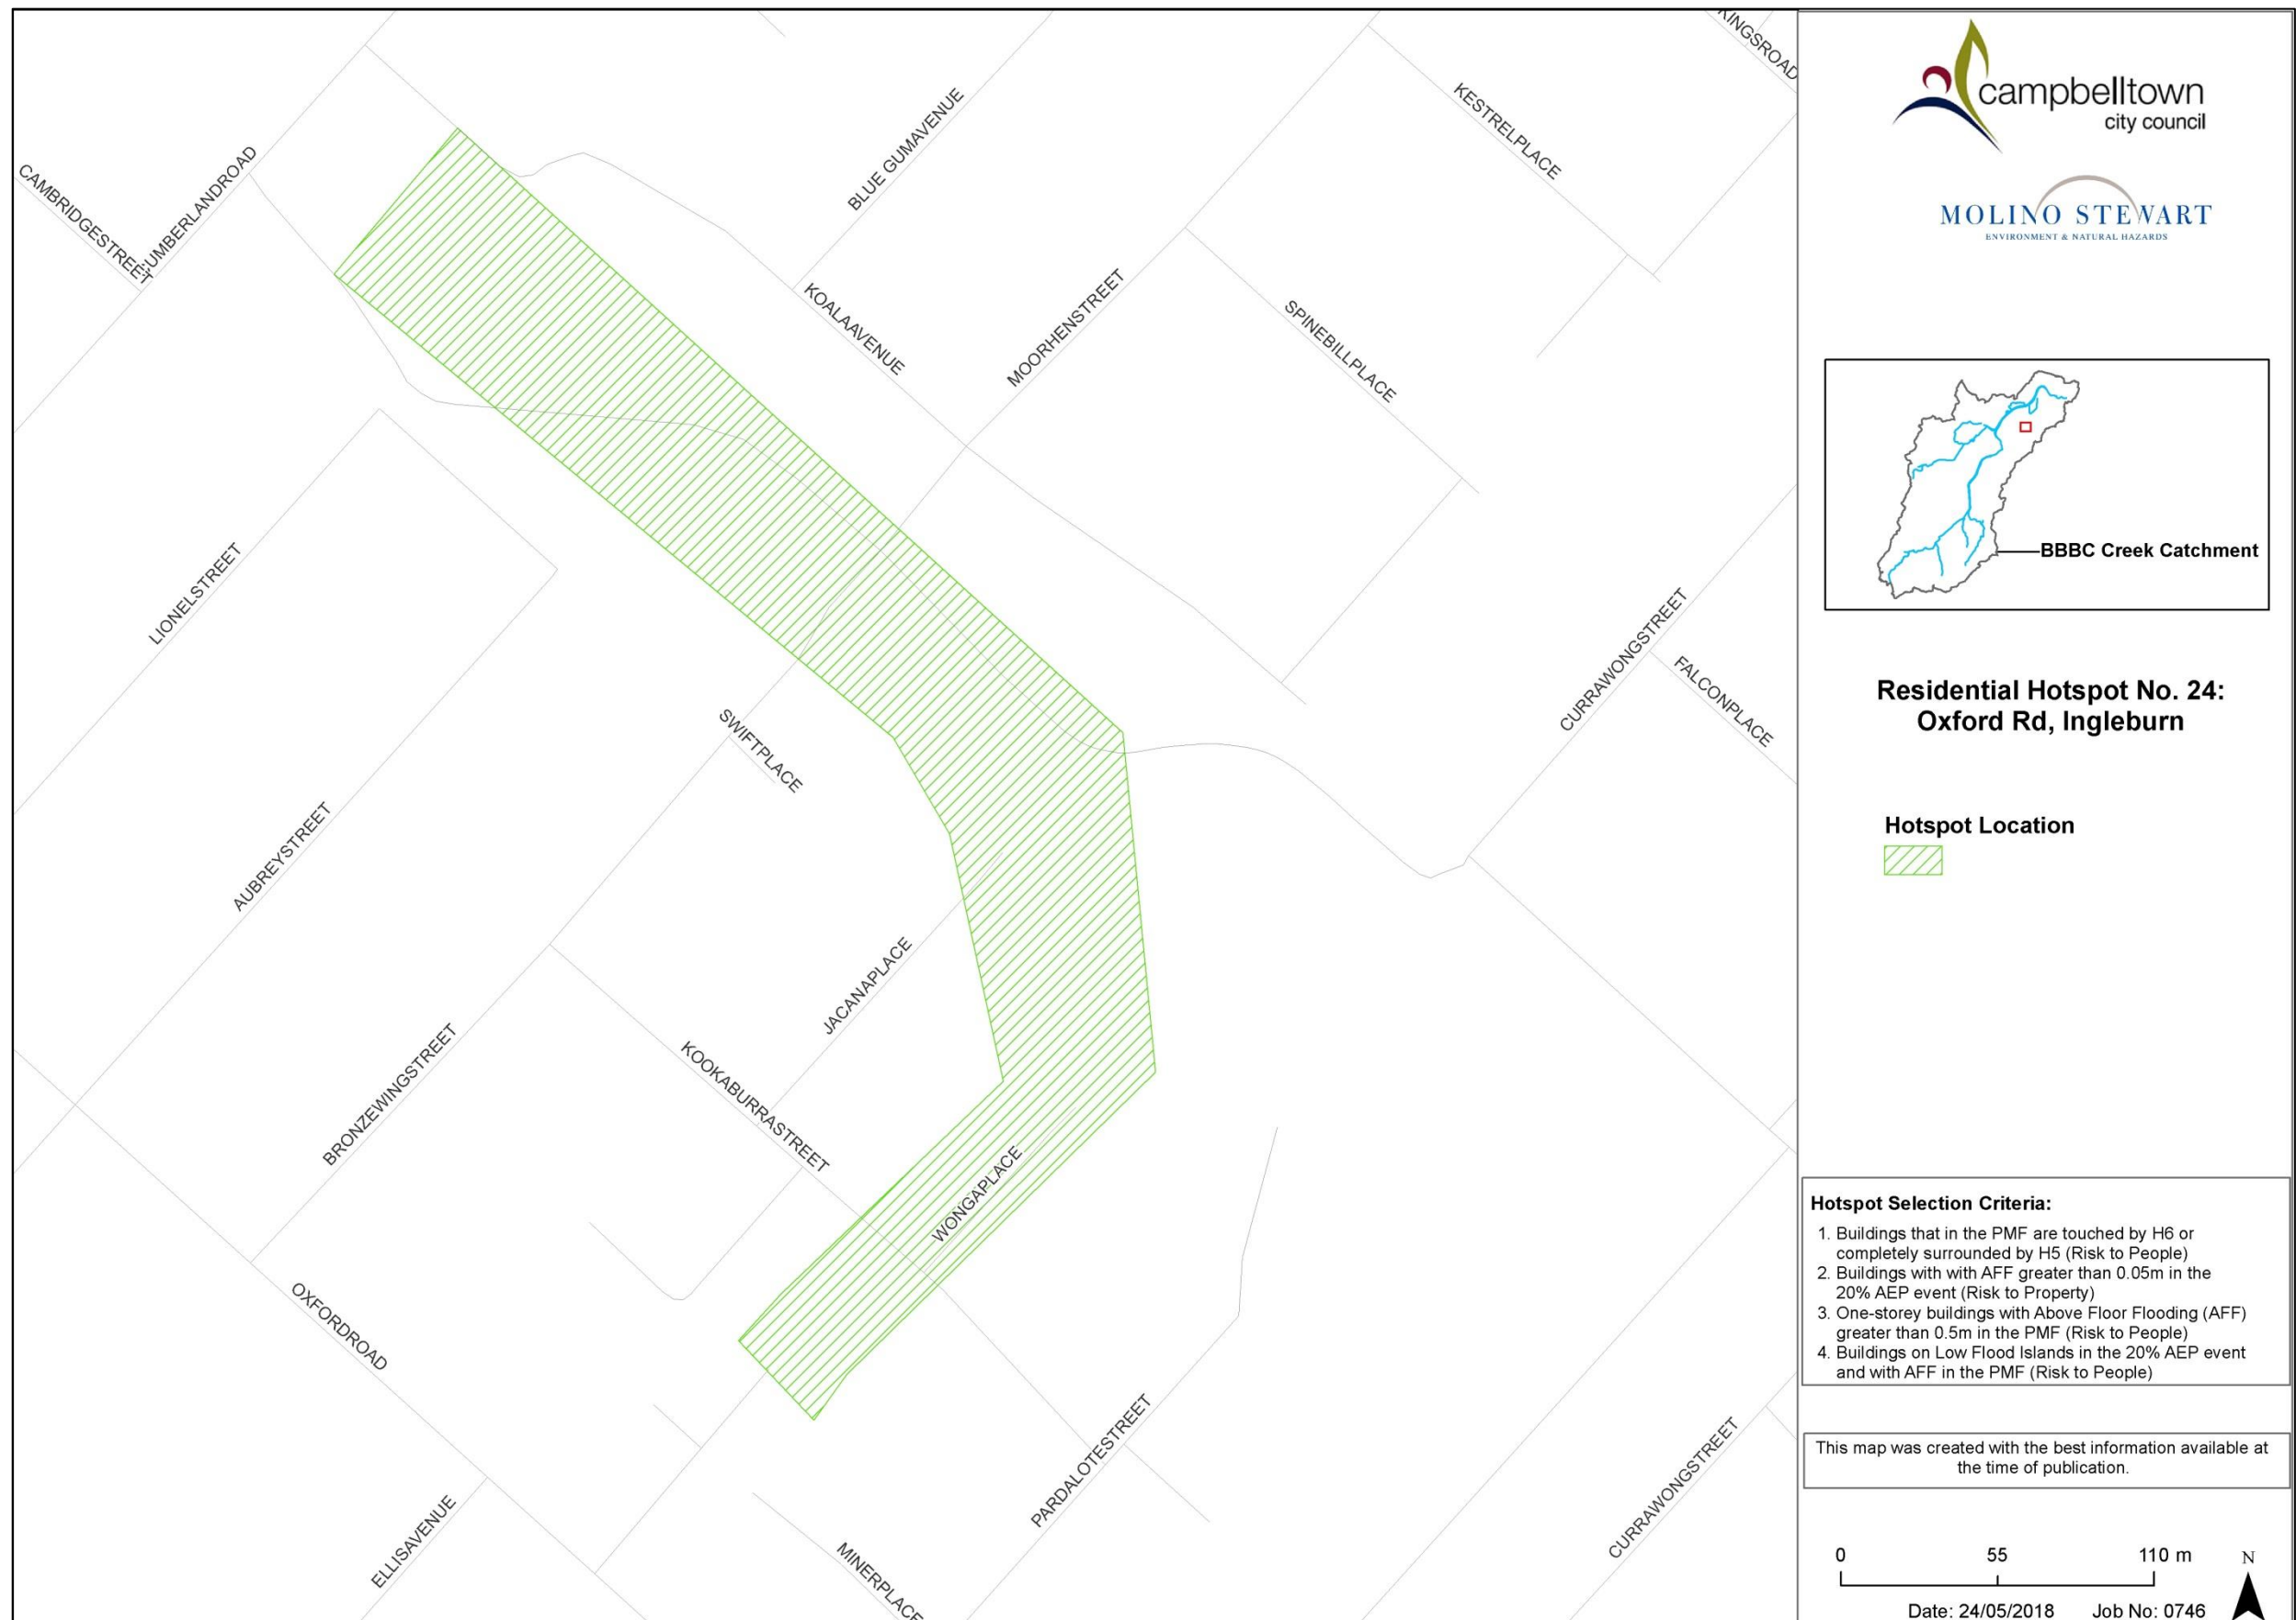 KINGSROAD
KESTRELPLACE
BLUE GUMAVENUE
CAMBRIDGESTREET
UMBERLANDROAD
KOALAAVENUE
MOORHENSTREET
SPINEBILLPLACE
LIONELSTREET
CURRAWONGSTREET
FALCONPLACE
SWIFTPLACE
AUBREYSTREET
JACANAPLACE
BRONZEWINGSTREET
KOOKABURRASTREET
WONGAPLACE
OXFORDROAD
PARDALOTESTREET
CURRAWONGSTREET
ELLISAVENUE
MINERPLACE
campbelltown
city council
MOLINO STEWART
ENVIRONMENT & NATURAL HAZARDS
BBBC Creek Catchment
Residential Hotspot No. 24:
Oxford Rd, Ingleburn
Hotspot Location
Hotspot Selection Criteria:
1. Buildings that in the PMF are touched by H6 or
completely surrounded by H5 (Risk to People)
2. Buildings with with AFF greater than 0.05m in the
20% AEP event (Risk to Property)
3. One-storey buildings with Above Floor Flooding (AFF)
greater than 0.5m in the PMF (Risk to People)
4. Buildings on Low Flood Islands in the 20% AEP event
and with AFF in the PMF (Risk to People)
This map was created with the best information available at
the time of publication.
0 55 110 m N
Date: 24/05/2018 Job No: 0746